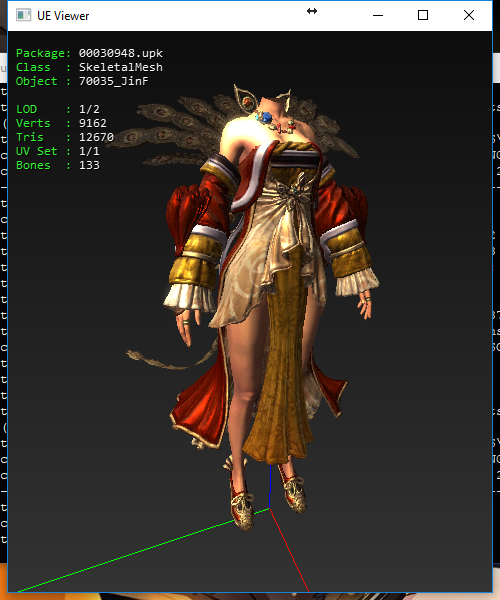 UE Viewer
Package: 00030948.upk
Class : SkeletalMesh
Object : 70035_JinF
LOD : 1/2
Verts : 9162
Tris : 12670
UV Set : 1/1
Bones : 133